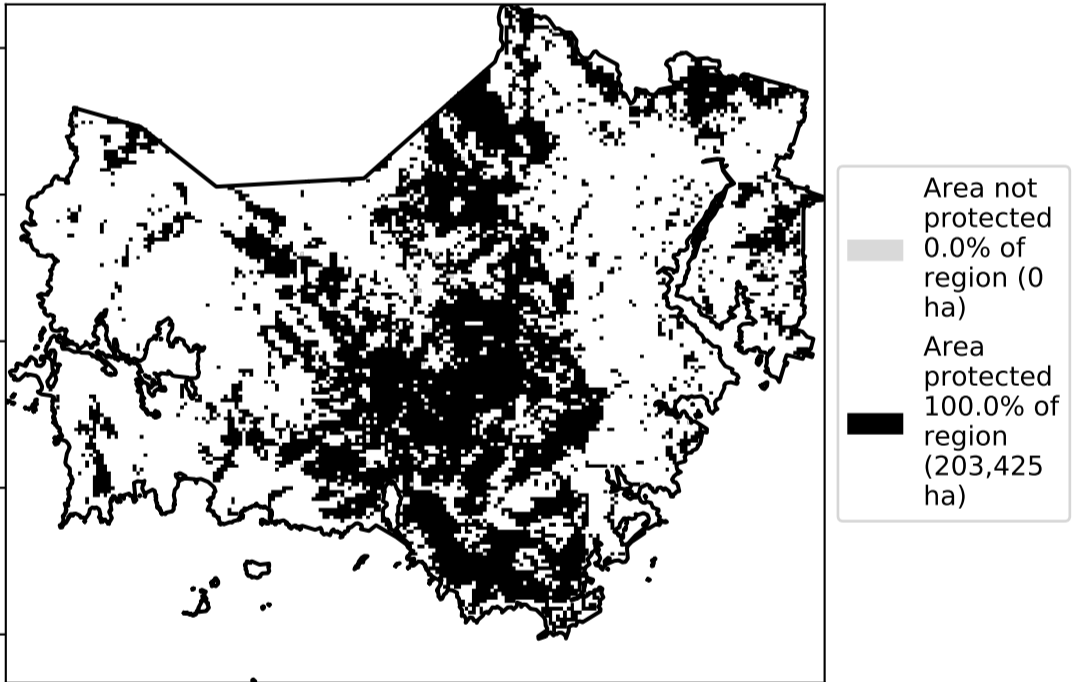 Area not
protected
0.0% of
region (0
ha)
Area
protected
100.0% of
region
(203,425
ha)